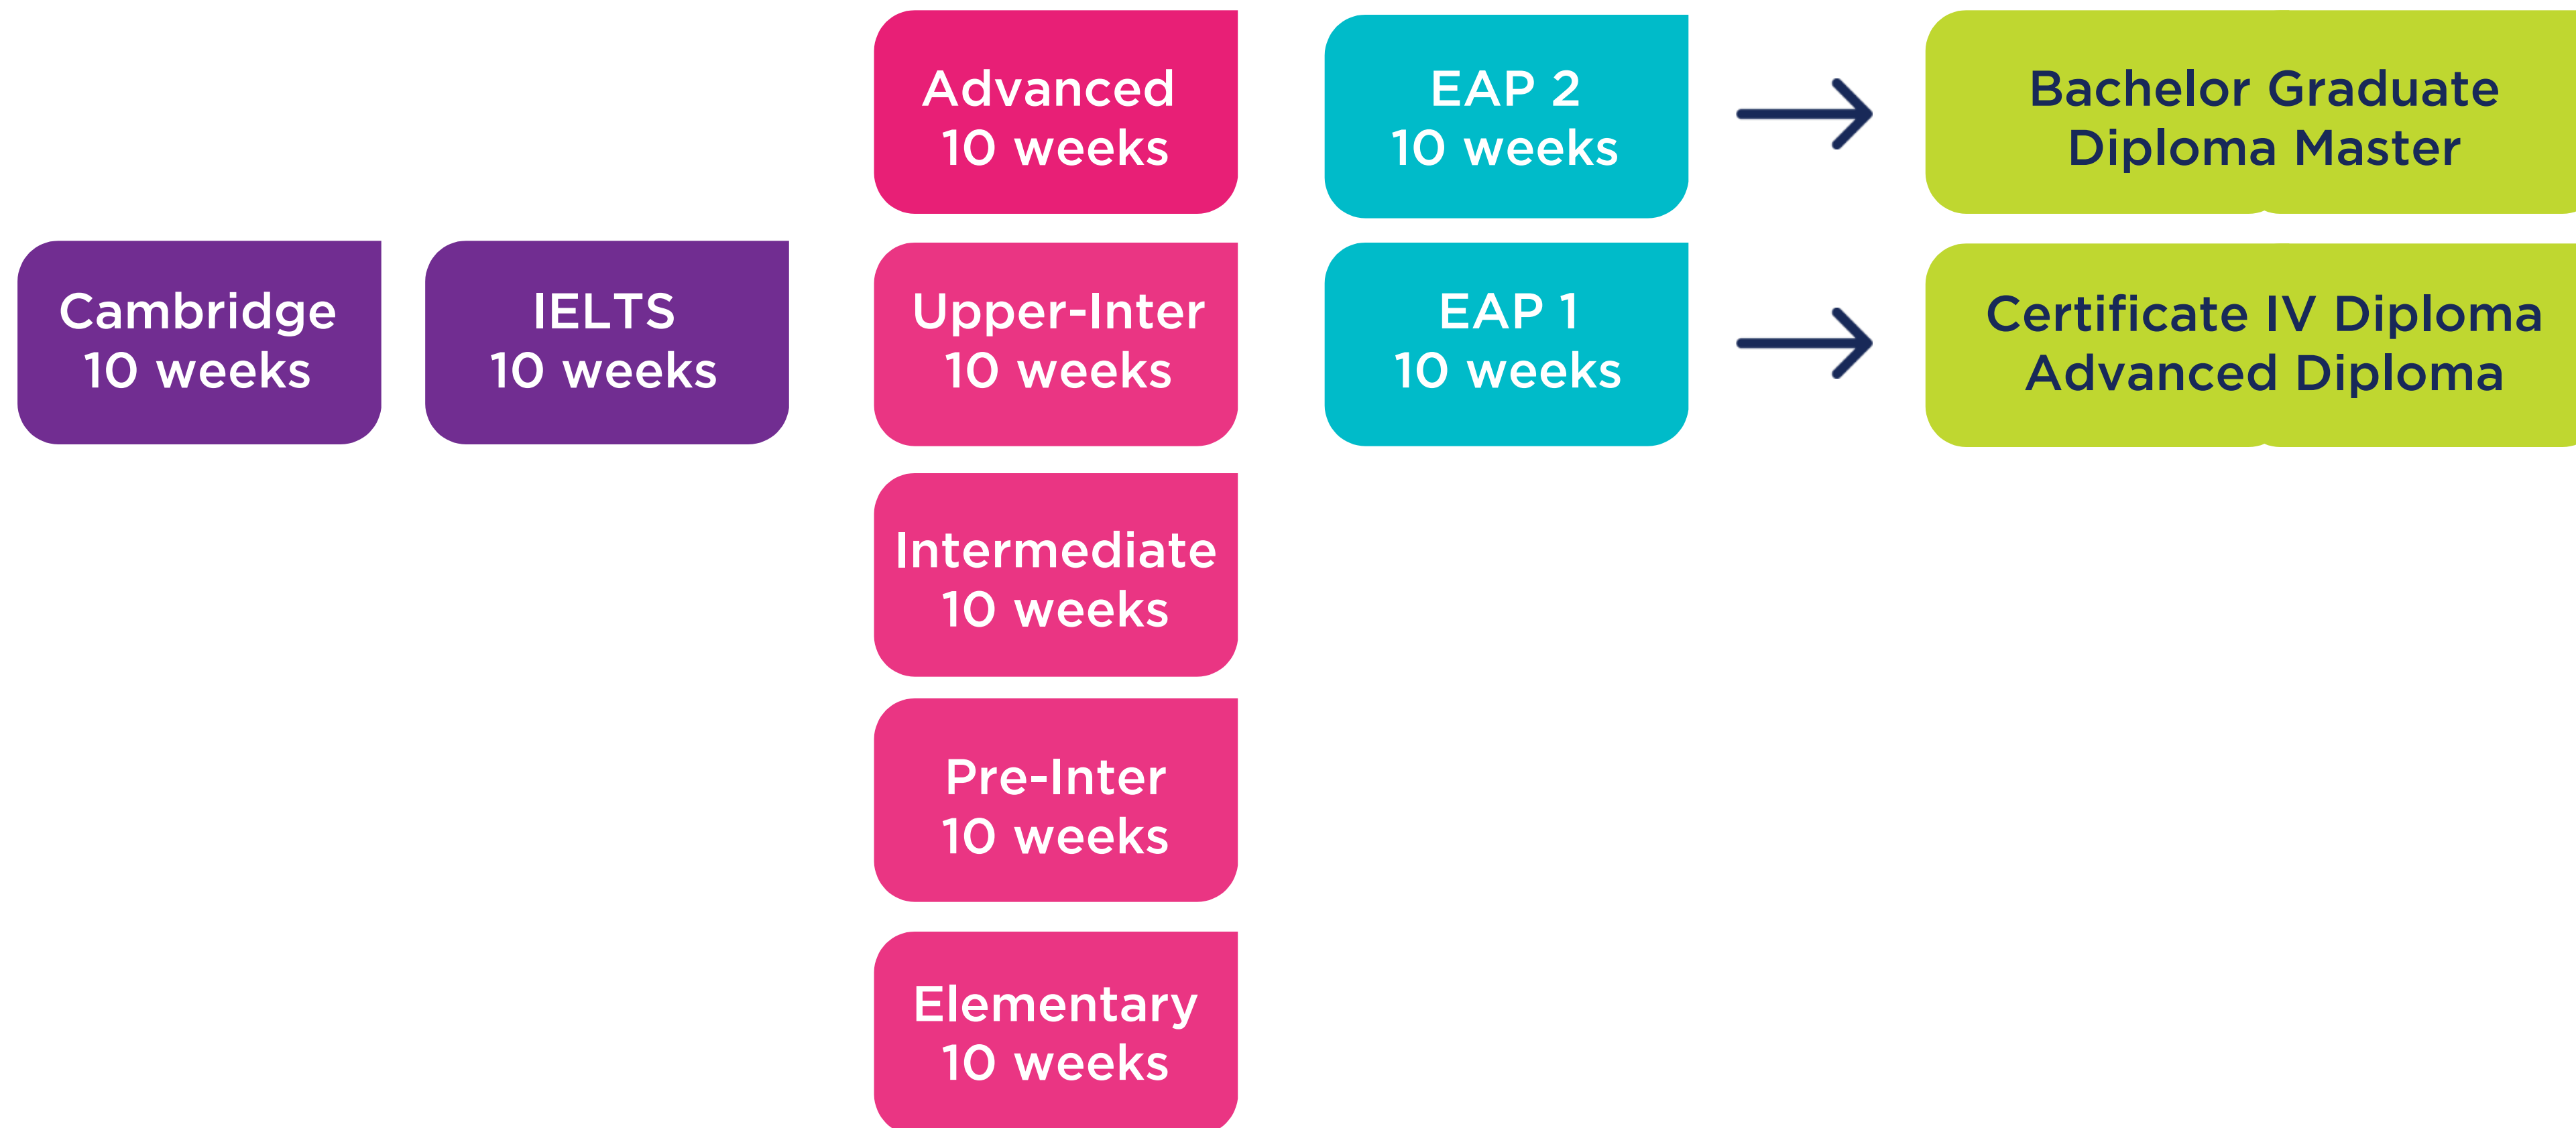 Advanced
10 weeks
EAP 2
10 weeks
Bachelor Graduate
Diploma Master
Cambridge
10 weeks
IELTS
10 weeks
Upper-Inter
10 weeks
EAP 1
10 weeks
Certificate IV Diploma
Advanced Diploma
Intermediate
10 weeks
Pre-Inter
10 weeks
Elementary
10 weeks